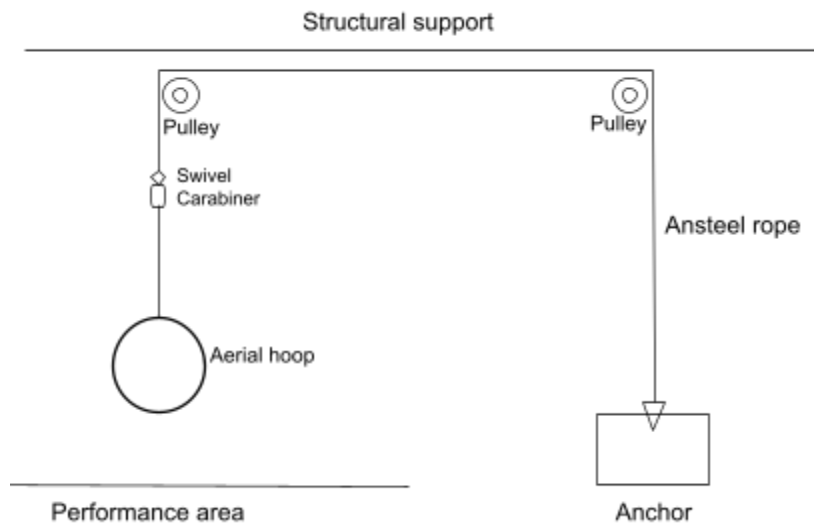 Structural support
Pulley
Pulley
Swivel
Carabiner
Ansteel rope
Aerial hoop
Performance area
Anchor